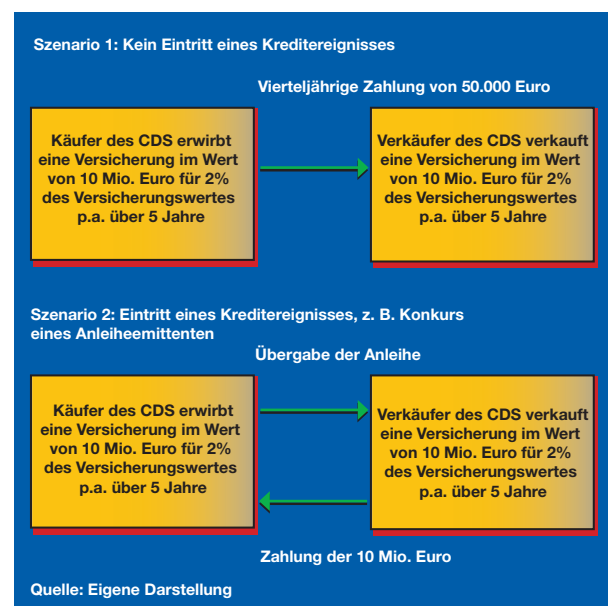 Szenario 1: Kein Eintritt eines Kreditereignisses
Vierteljährige Zahlung von 50.000 Euro
Käufer des CDS erwirbt
eine Versicherung im Wert
von 10 Mio. Euro für 2%
des Versicherungswertes
p.a. über 5 Jahre
Verkäufer des CDS verkauft
eine Versicherung im Wert
von 10 Mio. Euro für 2%
des Versicherungswertes
p.a. über 5 Jahre
Szenario 2: Eintritt eines Kreditereignisses, z. B. Konkurs
eines Anleiheemittenten
Übergabe der Anleihe
Käufer des CDS erwirbt
eine Versicherung im Wert
von 10 Mio. Euro für 2%
des Versicherungswertes
p.a. über 5 Jahre
Verkäufer des CDS verkauft
eine Versicherung im Wert
von 10 Mio. Euro für 2%
des Versicherungswertes
p.a. über 5 Jahre
Zahlung der 10 Mio. Euro
Quelle: Eigene Darstellung